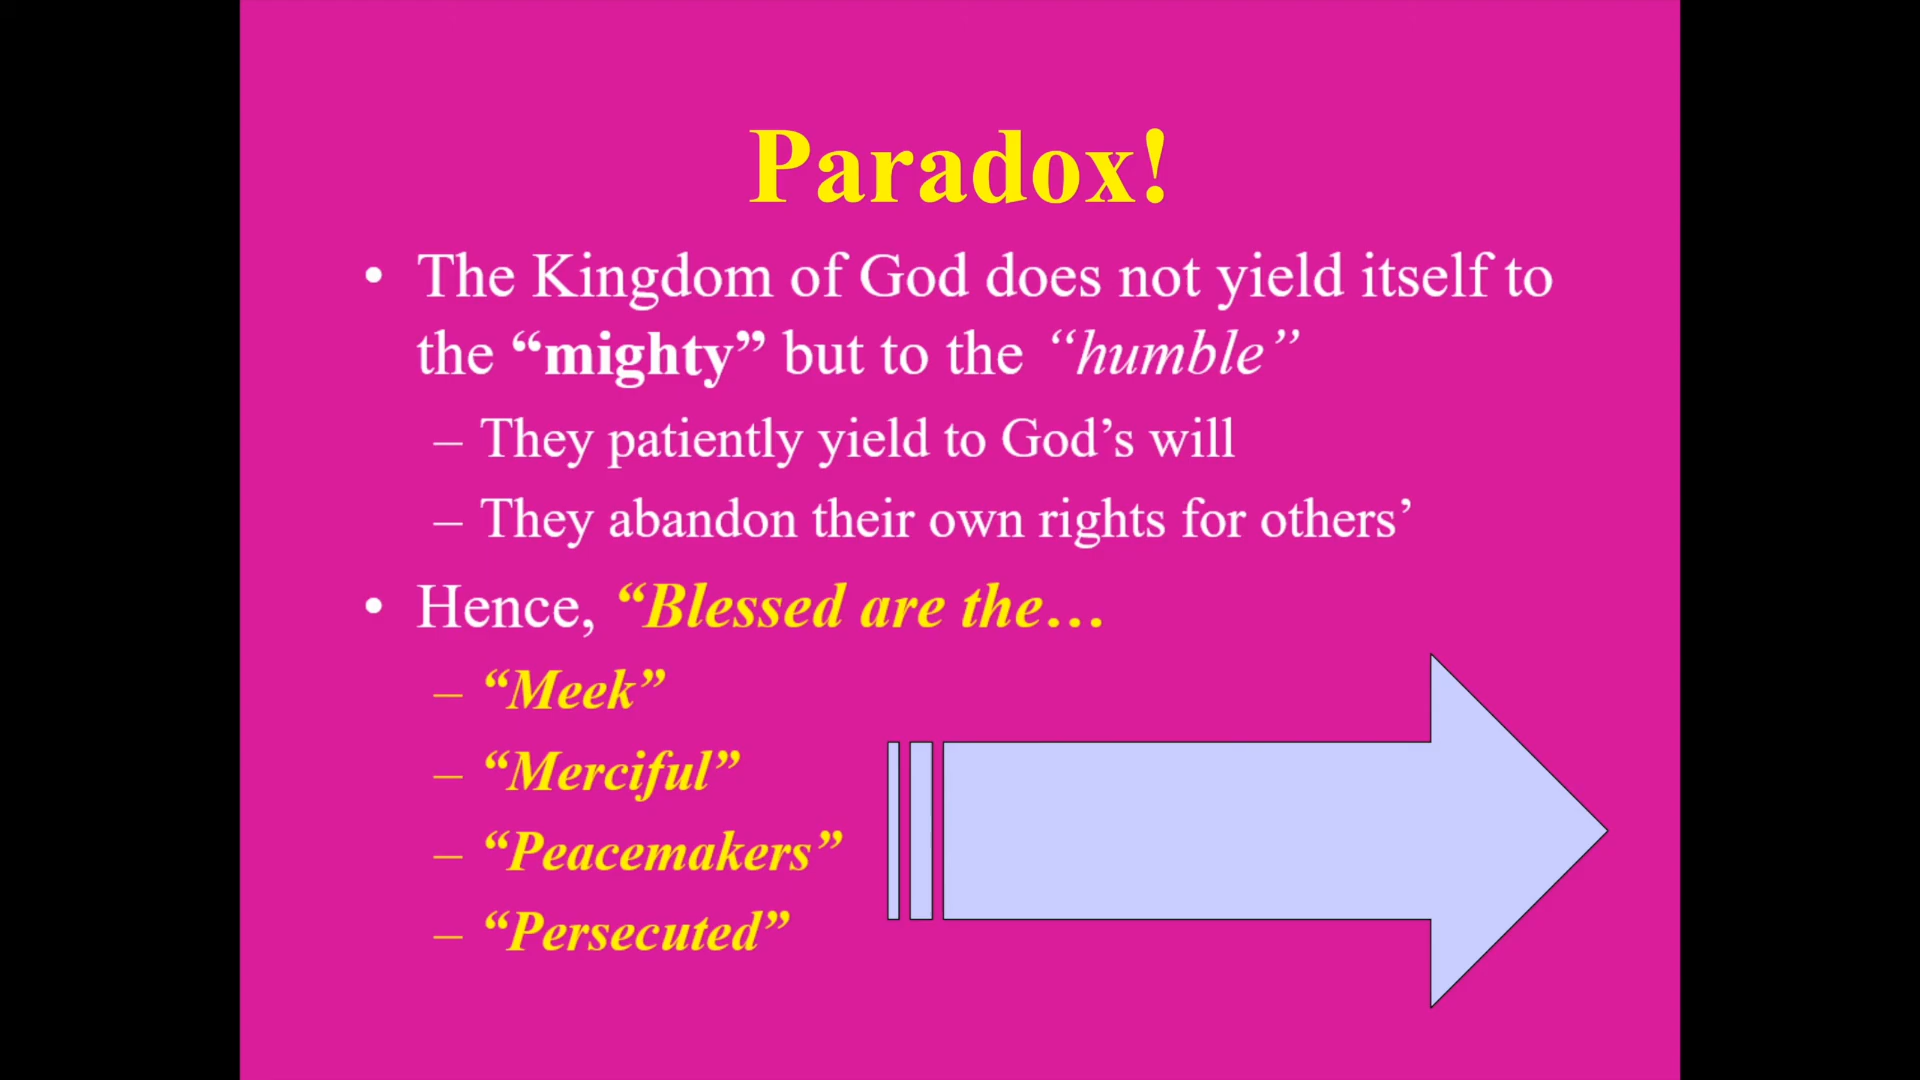 Paradox!
• The Kingdom of God does not yield itself to
the “mighty” but to the “humble”
– They patiently yield to God’s will
– They abandon their own rights for others’
• Hence, “Blessed are the…
– “Meek”
– “Merciful”
– “Peacemakers”
– “Persecuted”